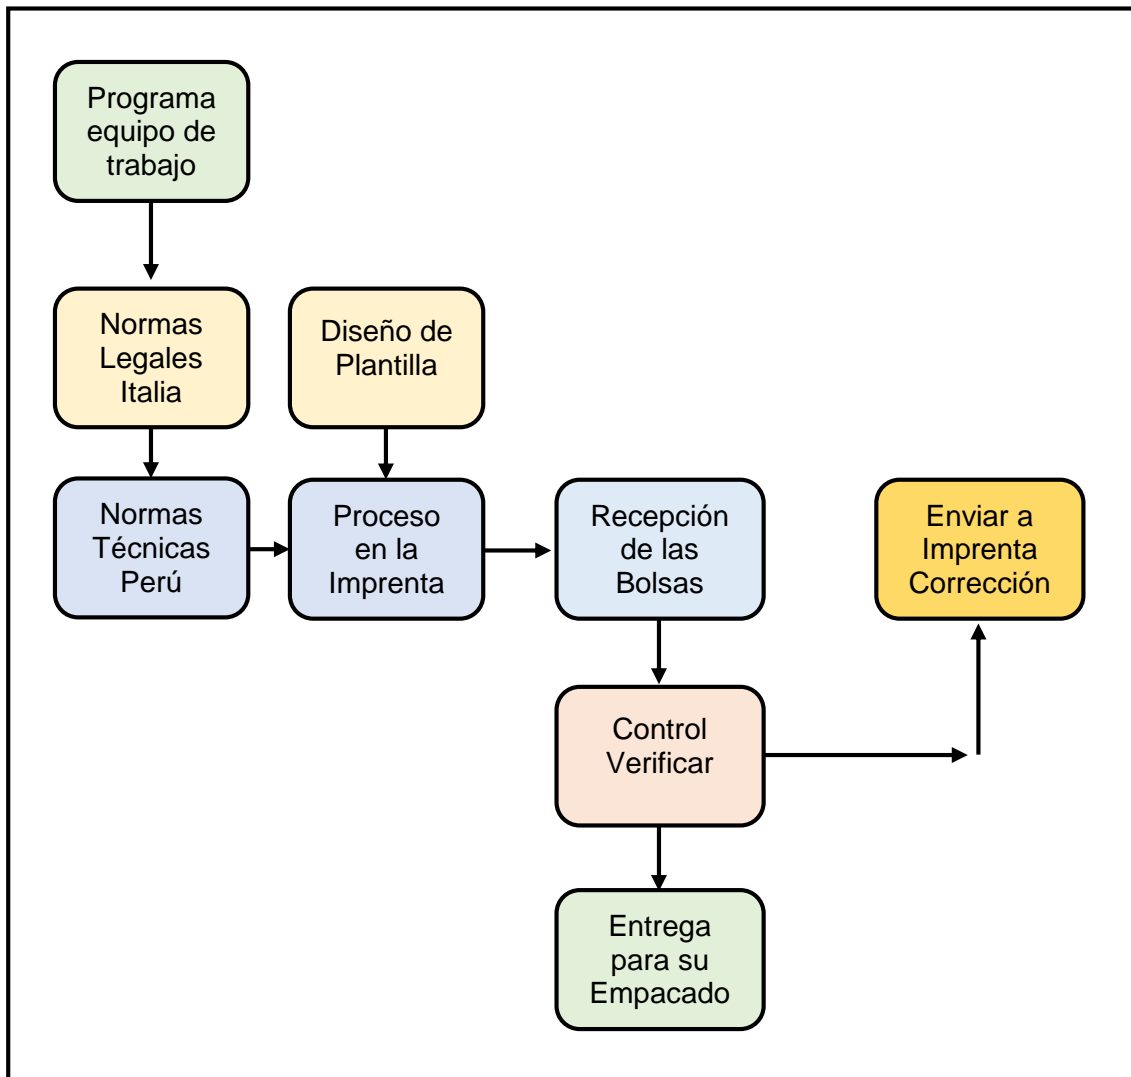 Programa
equipo de
trabajo
Normas
Legales
Italia
Diseño de
Plantilla
Normas
Técnicas
Perú
Proceso
en la
Imprenta
Recepción
de las
Bolsas
Enviar a
Imprenta
Corrección
Control
Verificar
Entrega
para su
Empacado